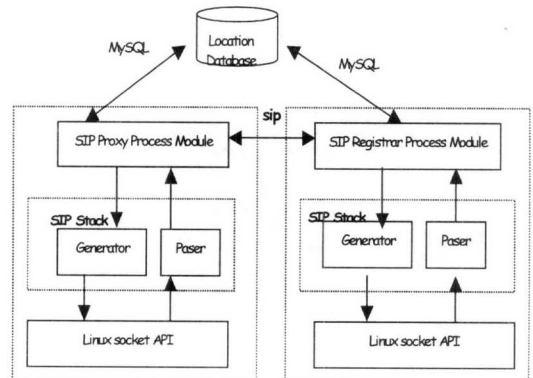 Location
Database
MySQL
MySQL
sip
SIP Proxy Process Module
SIP Registrar Process Module
SIP Stack
SIP Stack
Generator
Paser
Generator
Paser
Linux socket API
Linux socket API